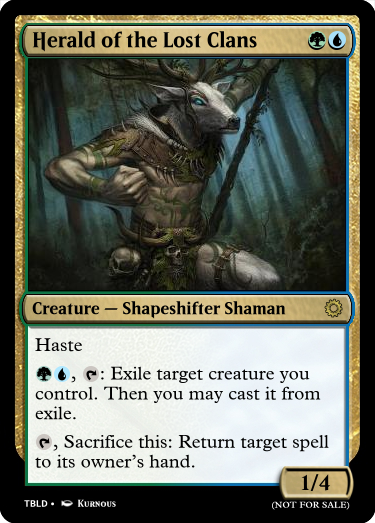 Herald of the Lost Clans
Creature — Shapeshifter Shaman
Haste
, : Exile target creature you
control. Then you may cast it from
exile.
, Sacrifice this: Return target spell
to its owner's hand.
1/4
TBLD • Kurnous
(NOT FOR SALE)